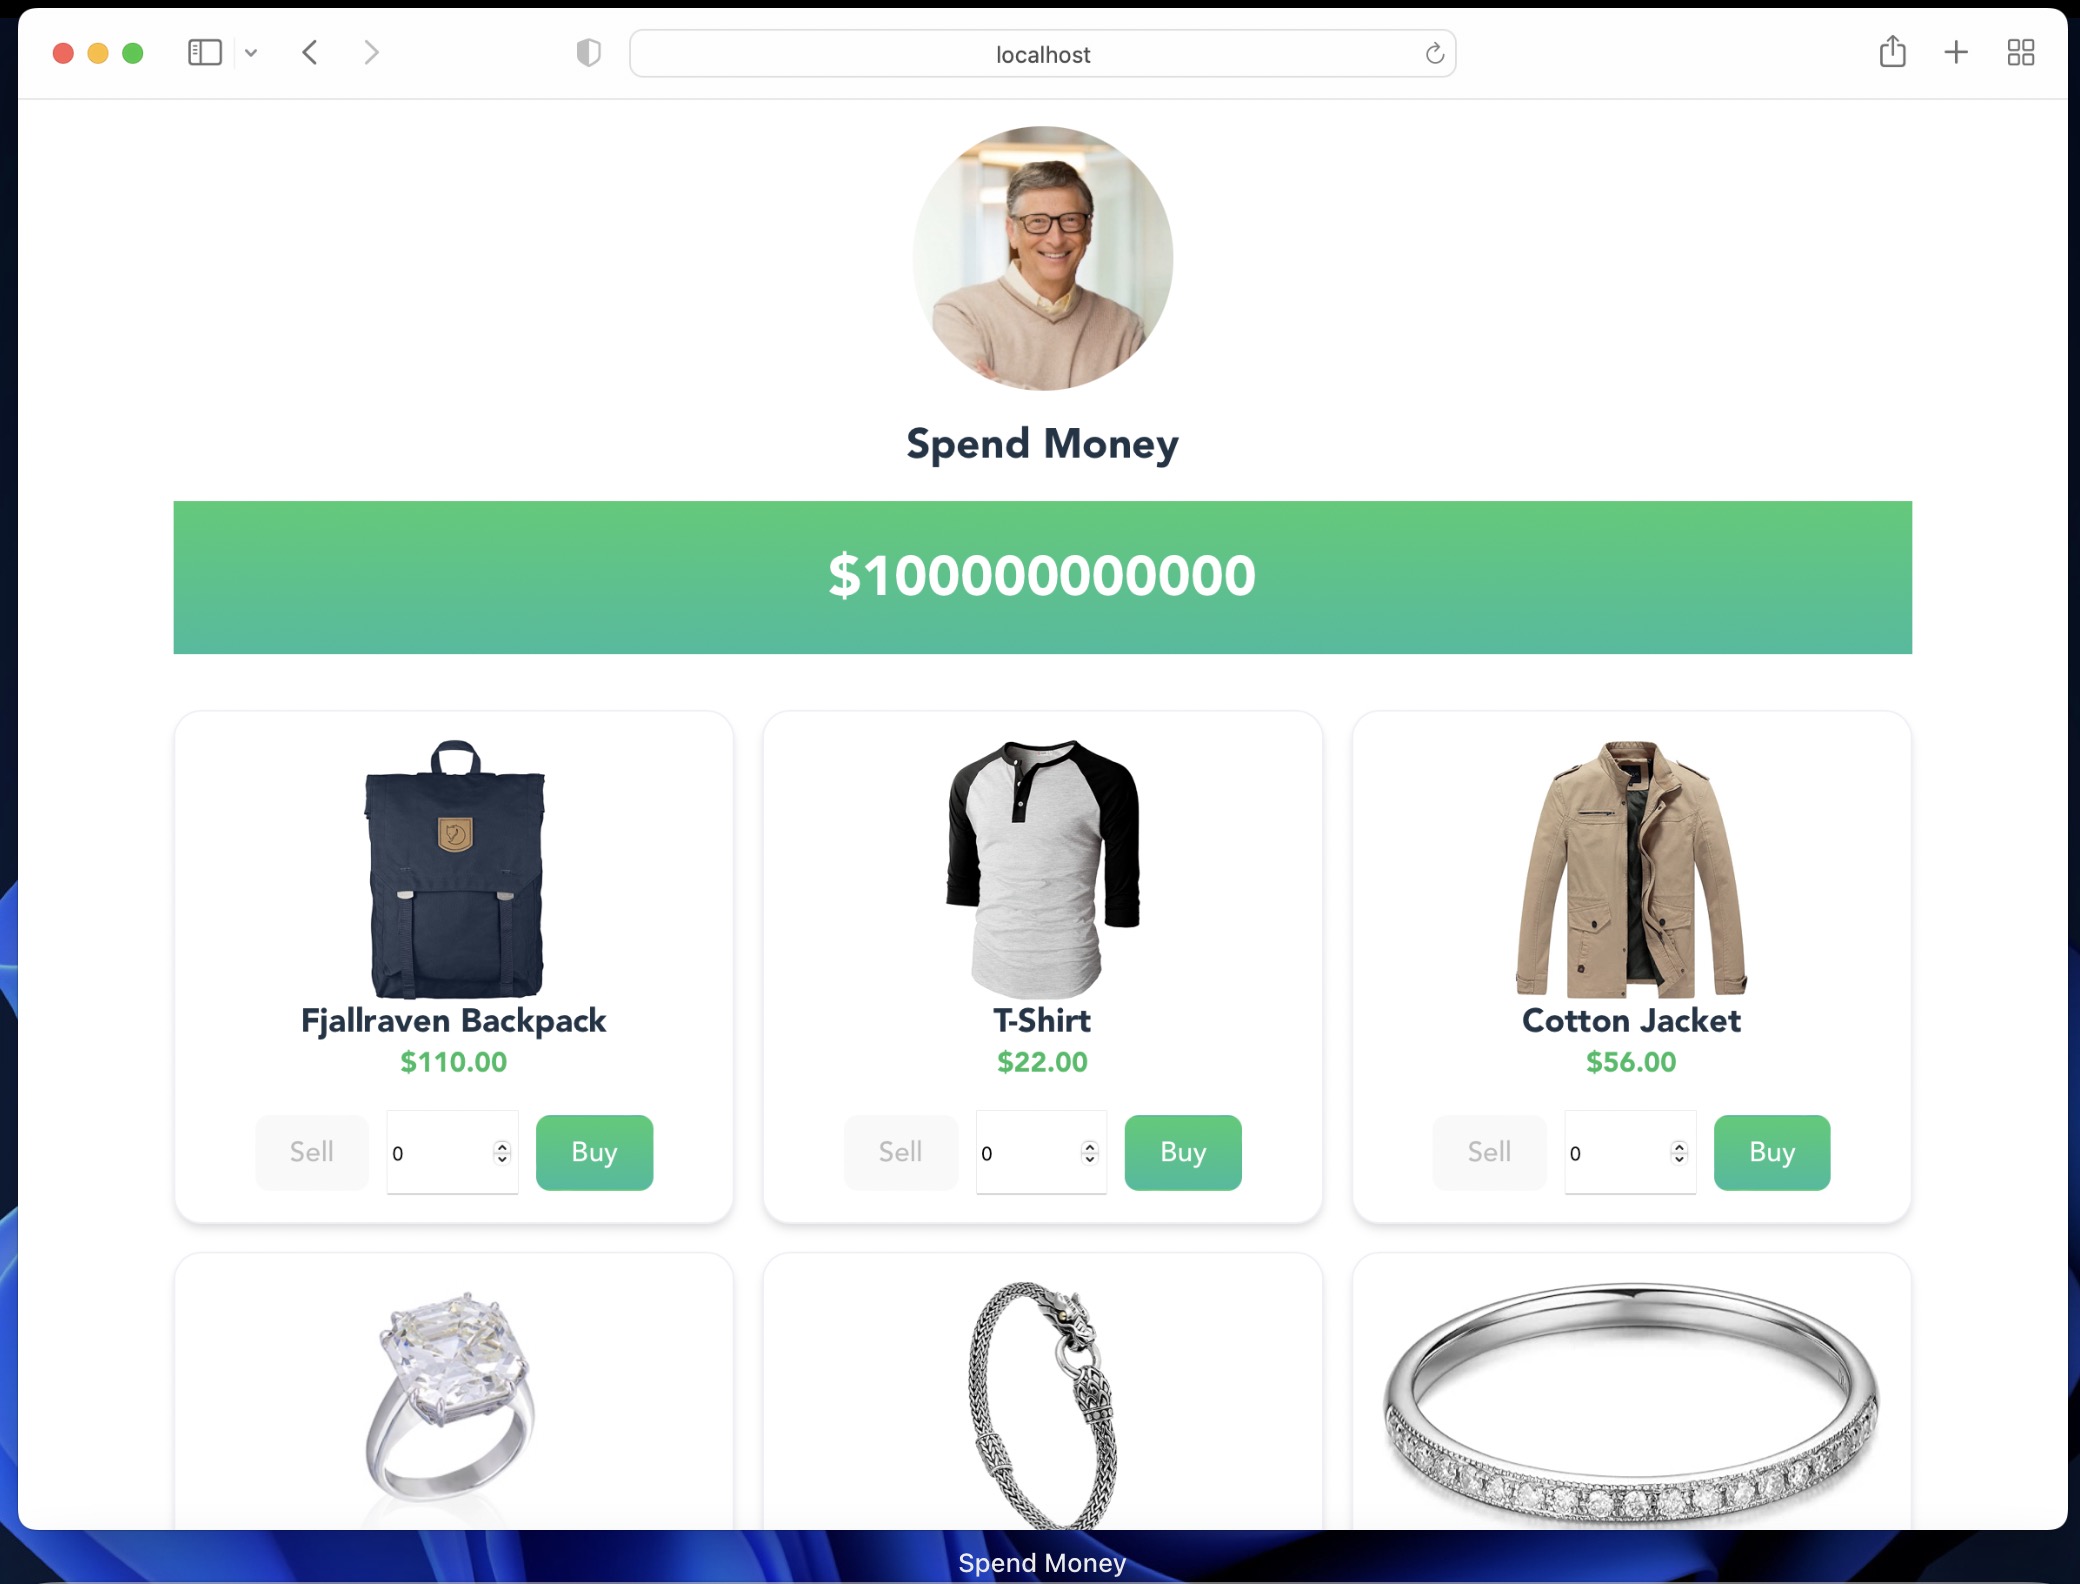 localhost
Spend Money
$100000000000
Fjallraven Backpack
$110.00
Sell
0
Buy
T-Shirt
$22.00
Sell
0
Buy
Cotton Jacket
$56.00
Sell
0
Buy
Spend Money